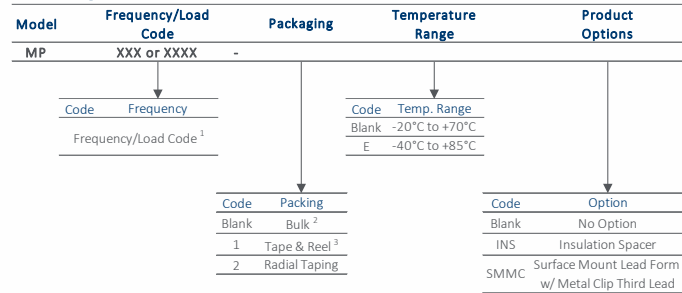 Model Frequency/Load Code Packaging Temperature Range Product Options
MP XXX or XXXX -
Code Frequency
Frequency/Load Code 1
Code Temp. Range
Blank -20°C to +70°C
E -40°C to +85°C
Code Packing
Blank Bulk 2
1 Tape & Reel 3
2 Radial Taping
Code Option
Blank No Option
INS Insulation Spacer
SMMC Surface Mount Lead Form
w/ Metal Clip Third Lead